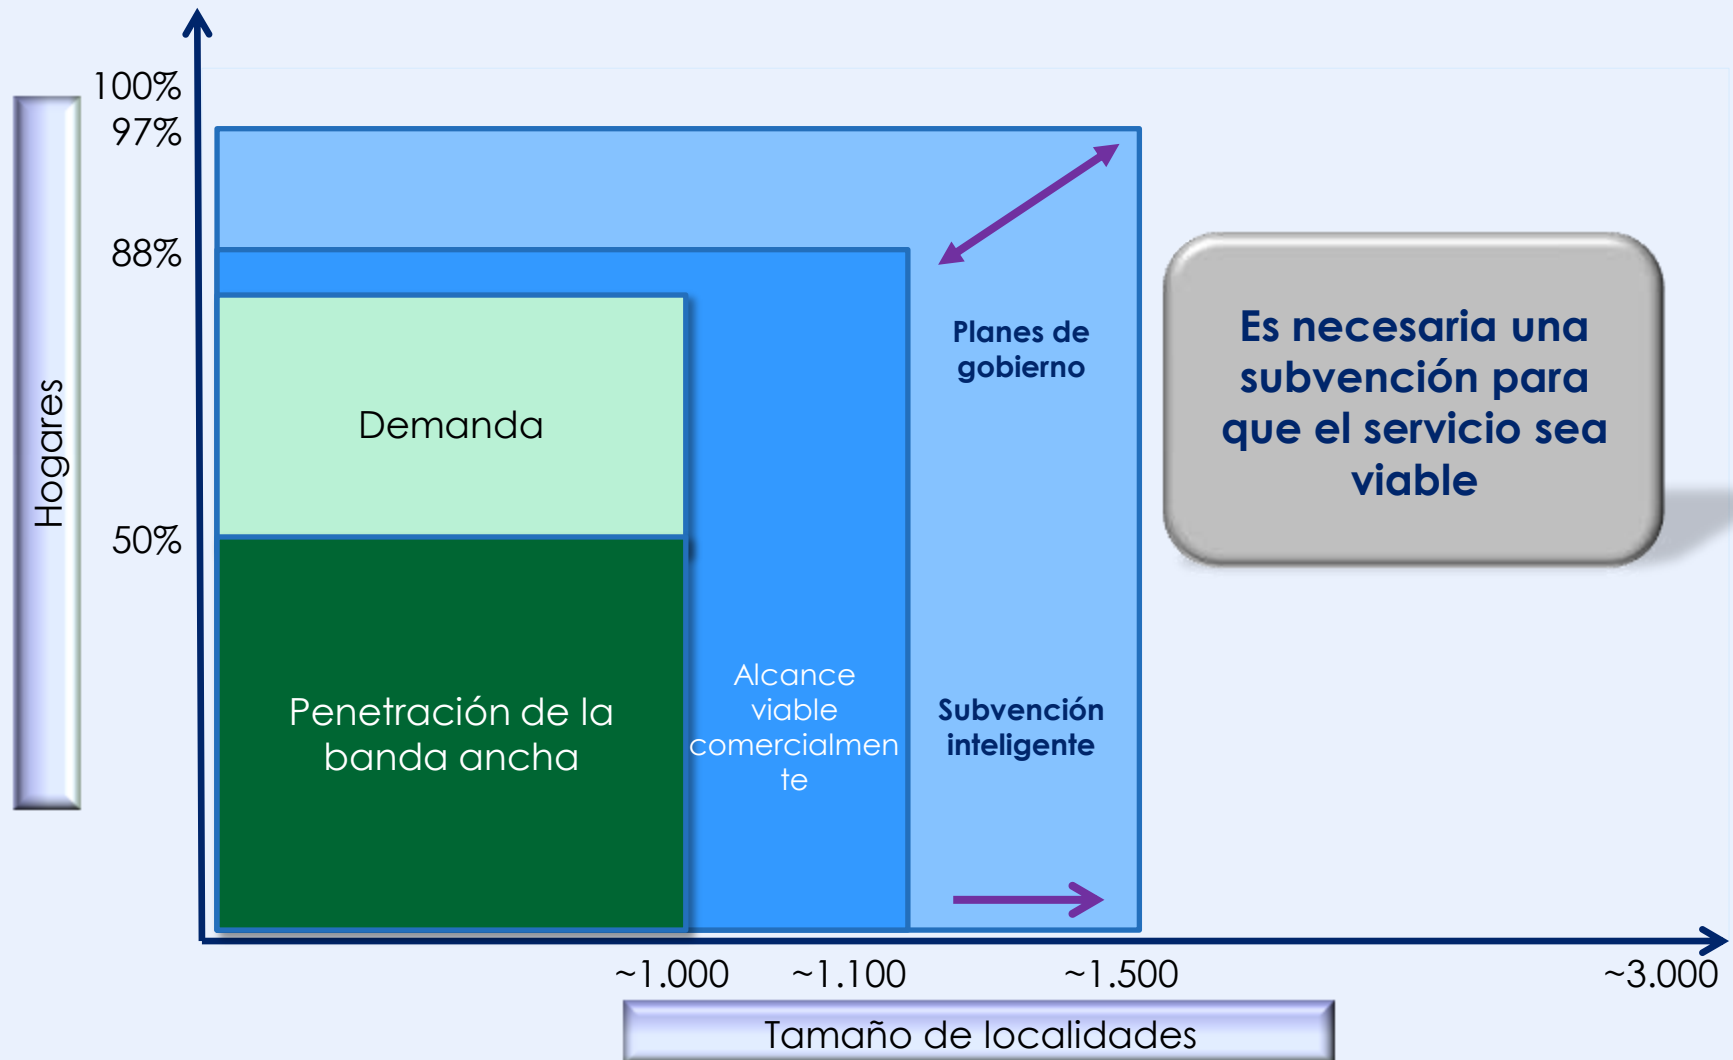 100%
97%
88%
50%
Hogares
Planes de
gobierno
Demanda
Penetración de la
banda ancha
Alcance
viable
comercialmen
te
Subvención
inteligente
Es necesaria una
subvención para
que el servicio sea
viable
~1.000
~1.100
~1.500
~3.000
Tamaño de localidades